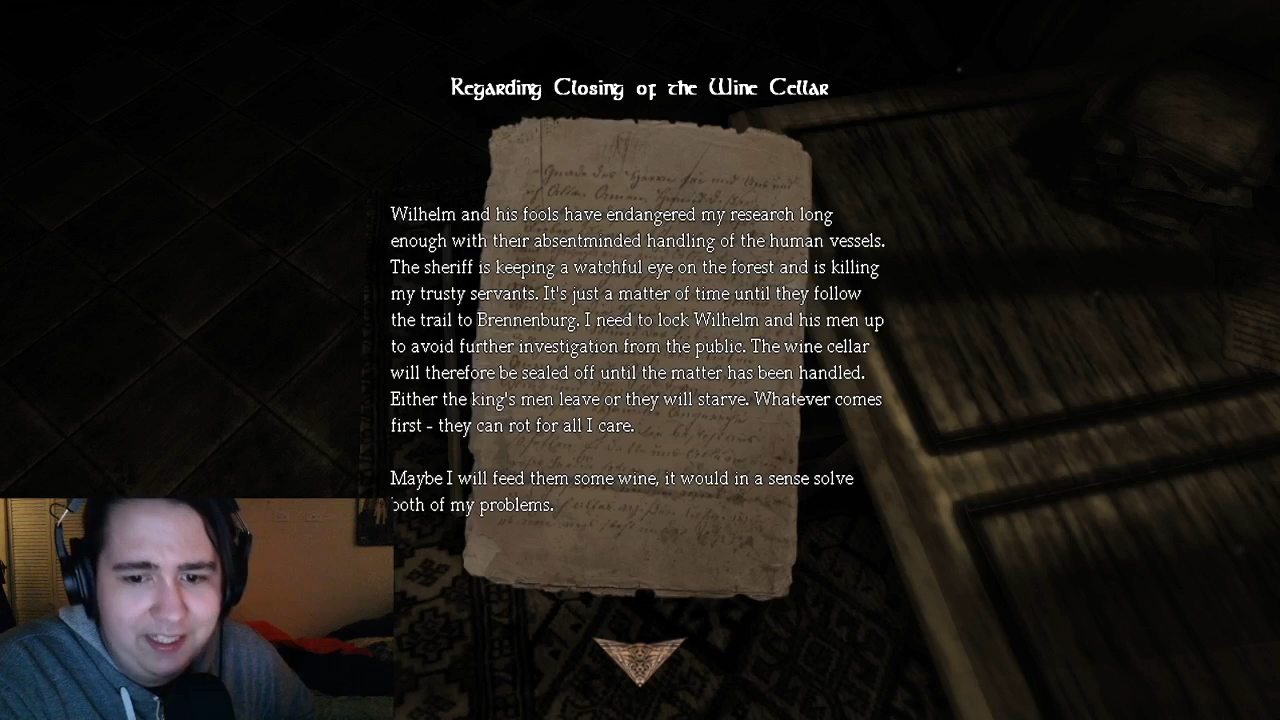 Regarding Closing of the Wine Cellar
Wilhelm and his fools have endangered my research long
enough with their absentminded handling of the human vessels.
The sheriff is keeping a watchful eye on the forest and is killing
my trusty servants. It's just a matter of time until they follow
the trail to Brennenburg. I need to lock Wilhelm and his men up
to avoid further investigation from the public. The wine cellar
will therefore be sealed off until the matter has been handled.
Either the king's men leave or they will starve. Whatever comes
first - they can rot for all I care.
Maybe I will feed them some wine, it would in a sense solve
both of my problems.